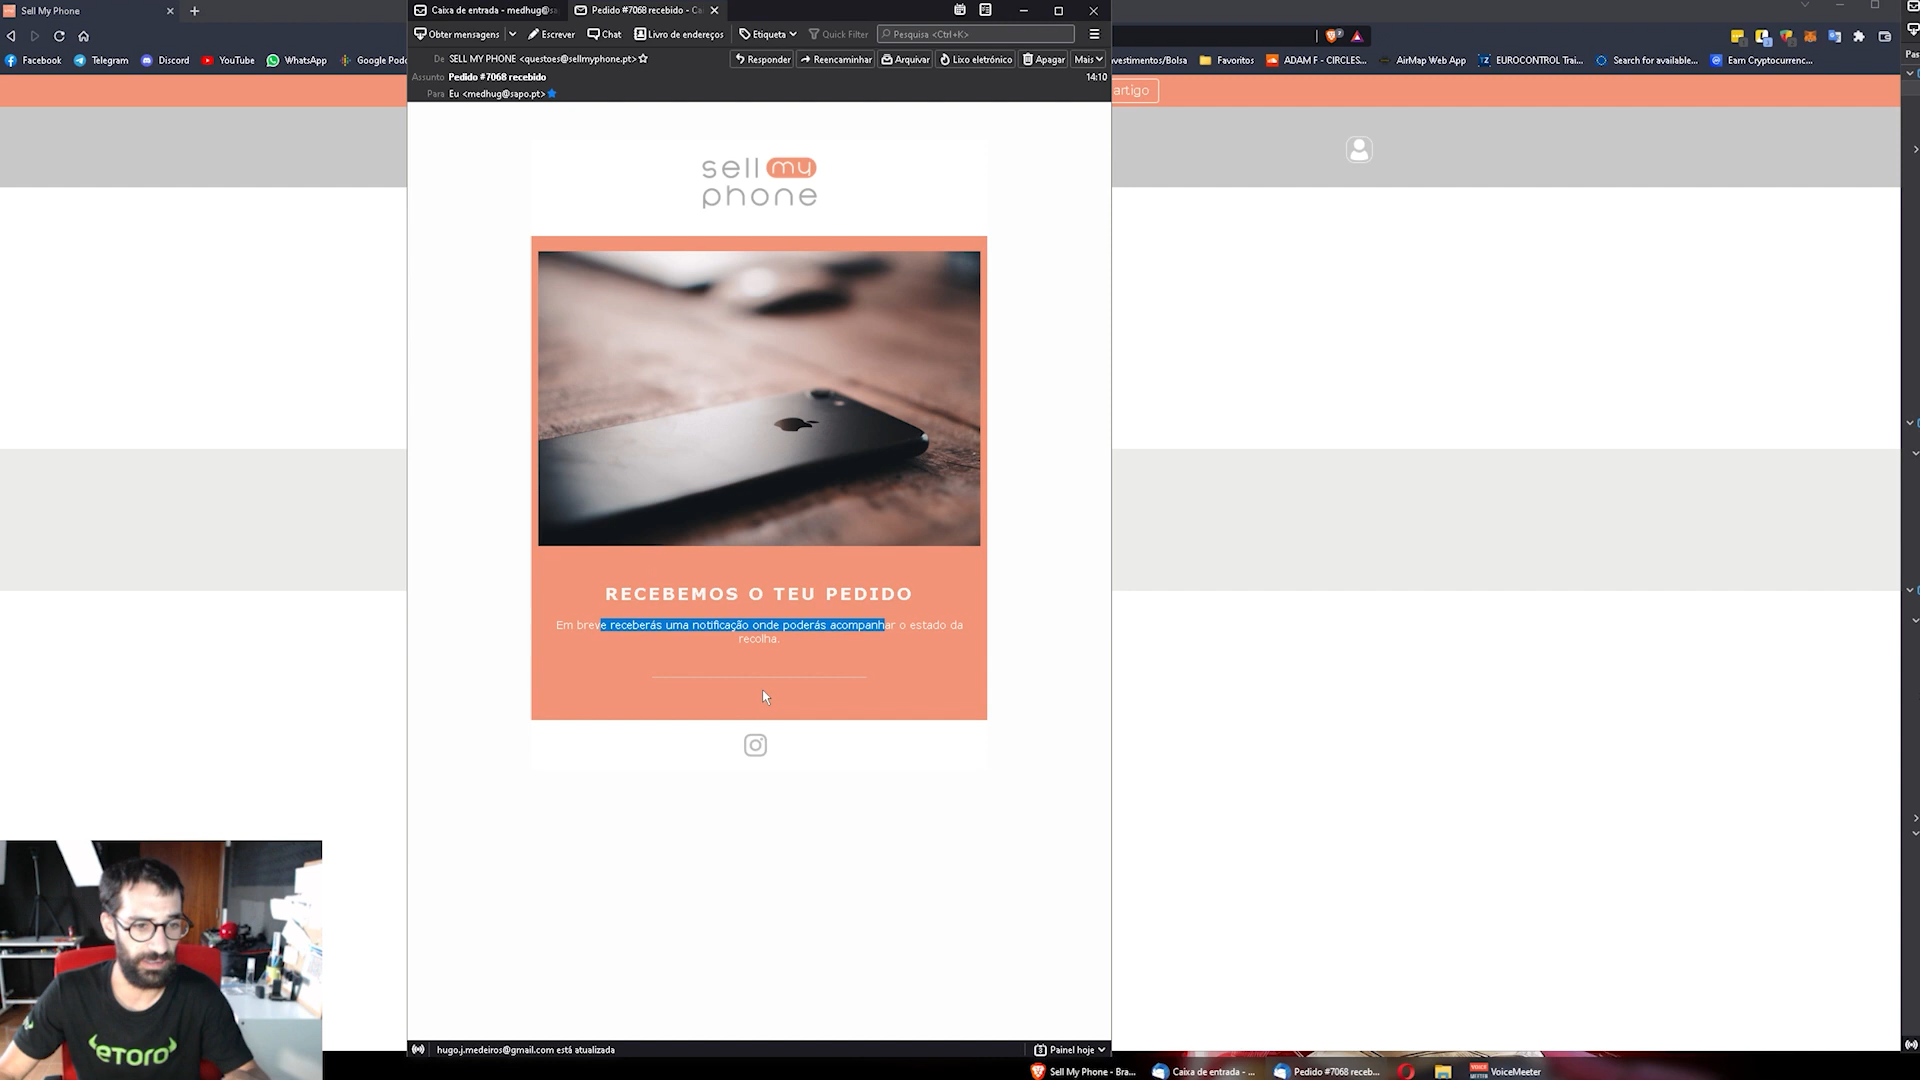 Sell My Phone
Caixa de entrada - medhug@s
Pedido #7068 recebido - C
Obter mensagens
Escrever
Chat
Livro de endereços
Etiqueta
Quick Filter
Pesquisa <Ctrl+K>
Facebook
Telegram
Discord
YouTube
WhatsApp
Google Podc
De SELL MY PHONE <questoes@sellmyphone.pt>
Responder
Reencaminhar
Arquivar
Lixo eletrónico
Apagar
Mais
vestimentos/Bolsa
Favoritos
ADAM F - CIRCLES...
AirMap Web App
EUROCONTROL Trai...
Search for available...
Earn Cryptocurrenc...
Pas
Assunto Pedido #7068 recebido
14:10
Para Eu <medhug@sapo.pt>
artigo
sell my
phone
RECEBEMOS O TEU PEDIDO
Em breve receberás uma notificação onde poderás acompanhar o estado da
recolha.
etoro
hugo.j.medeiros@gmail.com está atualizada
Painel hoje
Sell My Phone - Bra...
Caixa de entrada - ...
Pedido #7068 receb...
VoiceMeeter